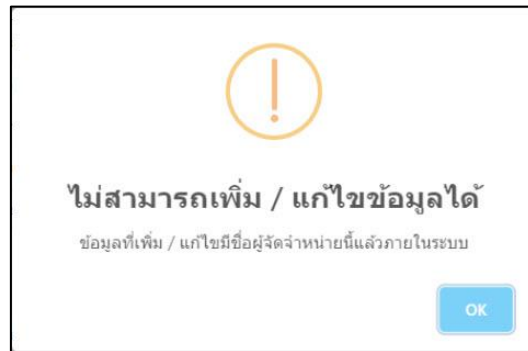 ไม่สามารถเพิ่ม / แก้ไขข้อมูลได้
ข้อมูลที่เพิ่ม / แก้ไขมีชื่อผู้จัดจำหน่ายนี้แล้วภายในระบบ
OK